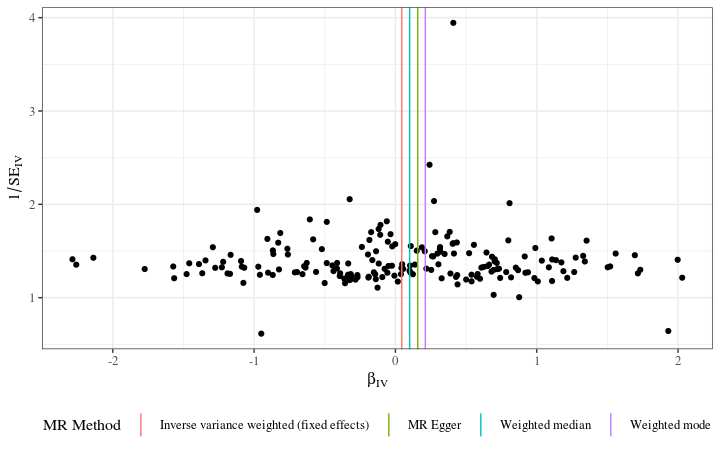 1/SE_IV
4
3
2
1
-2
-1
0
1
2
β_IV
MR Method
Inverse variance weighted (fixed effects)
MR Egger
Weighted median
Weighted mode